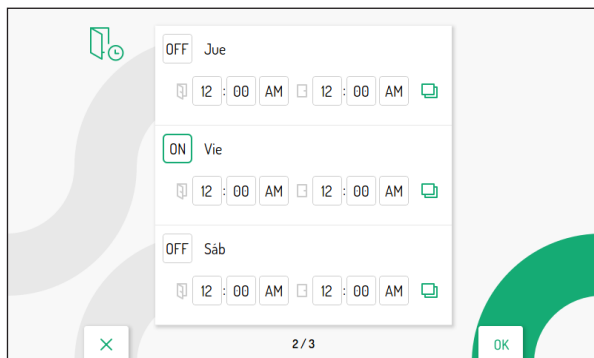 OFF Jue
12 : 00 AM 12 : 00 AM
ON Vie
12 : 00 AM 12 : 00 AM
OFF Sáb
12 : 00 AM 12 : 00 AM
2/3 OK